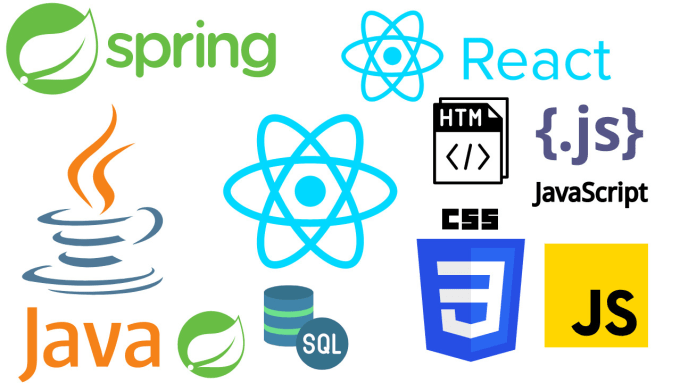 spring
React
HTM
</>
{.js}
JavaScript
CSS
3
JS
SQL
Java